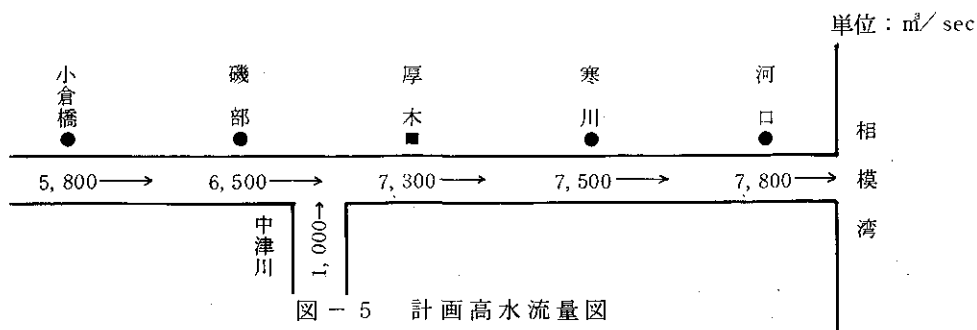 単位：m³/sec
小倉橋
磯部
厚木
寒川
河口
相模湾
5,800→ 6,500→ 7,300→ 7,500→ 7,800→
中津川
1,000→
図－5 計画高水流量図